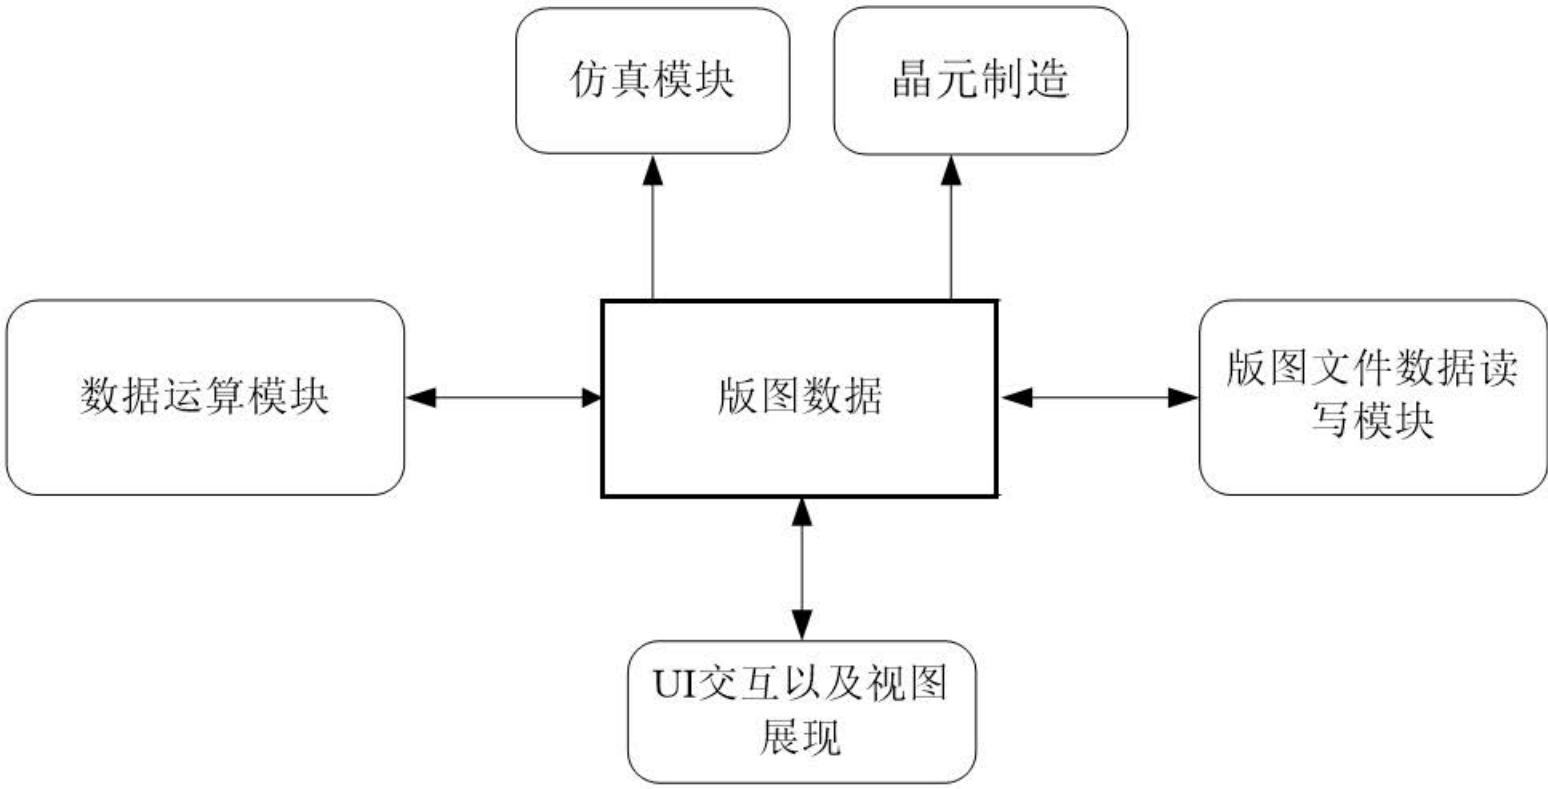 仿真模块
晶元制造
数据运算模块
版图数据
版图文件数据读
写模块
UI交互以及视图
展现